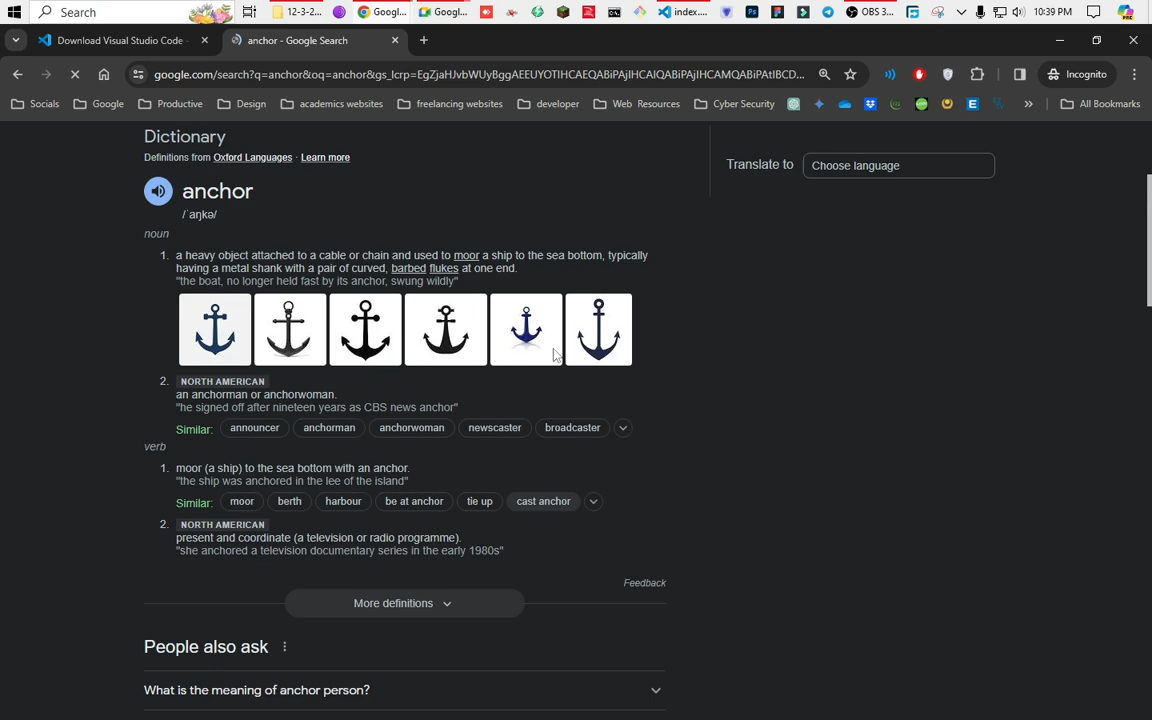 Search
12-3-2...
Googl...
Googl...
index....
OBS 3...
10:39 PM
Download Visual Studio Code -
anchor - Google Search
google.com/search?q=anchor&oq=anchor&gs_lcrp=EgZjaHJvbWUyBggAEEUYOTIHCAEQABiPAjIHCAIQABiPAjIHCAMQABiPAtIBCD...
Incognito
Socials
Google
Productive
Design
academics websites
freelancing websites
developer
Web Resources
Cyber Security
All Bookmarks
Dictionary
Definitions from Oxford Languages · Learn more
Translate to
Choose language
anchor
/ˈaŋkə/
noun
1. a heavy object attached to a cable or chain and used to moor a ship to the sea bottom, typically
having a metal shank with a pair of curved, barbed flukes at one end.
"the boat, no longer held fast by its anchor, swung wildly"
2. NORTH AMERICAN
an anchorman or anchorwoman.
"he signed off after nineteen years as CBS news anchor"
Similar: announcer anchorman anchorwoman newscaster broadcaster
verb
1. moor (a ship) to the sea bottom with an anchor.
"the ship was anchored in the lee of the island"
Similar: moor berth harbour be at anchor tie up cast anchor
2. NORTH AMERICAN
present and coordinate (a television or radio programme).
"she anchored a television documentary series in the early 1980s"
Feedback
More definitions
People also ask
What is the meaning of anchor person?